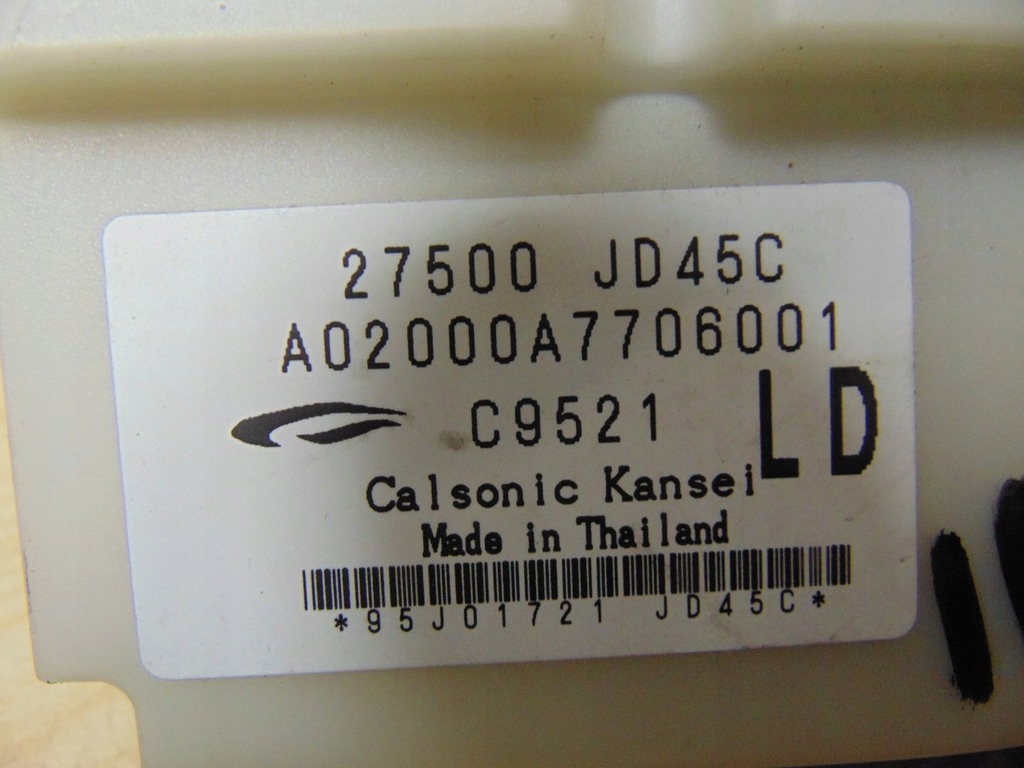 27500 JD45C
A02000A7706001
C9521 LD
Calsonic Kansei
Made in Thailand
*95J01721 JD45C*